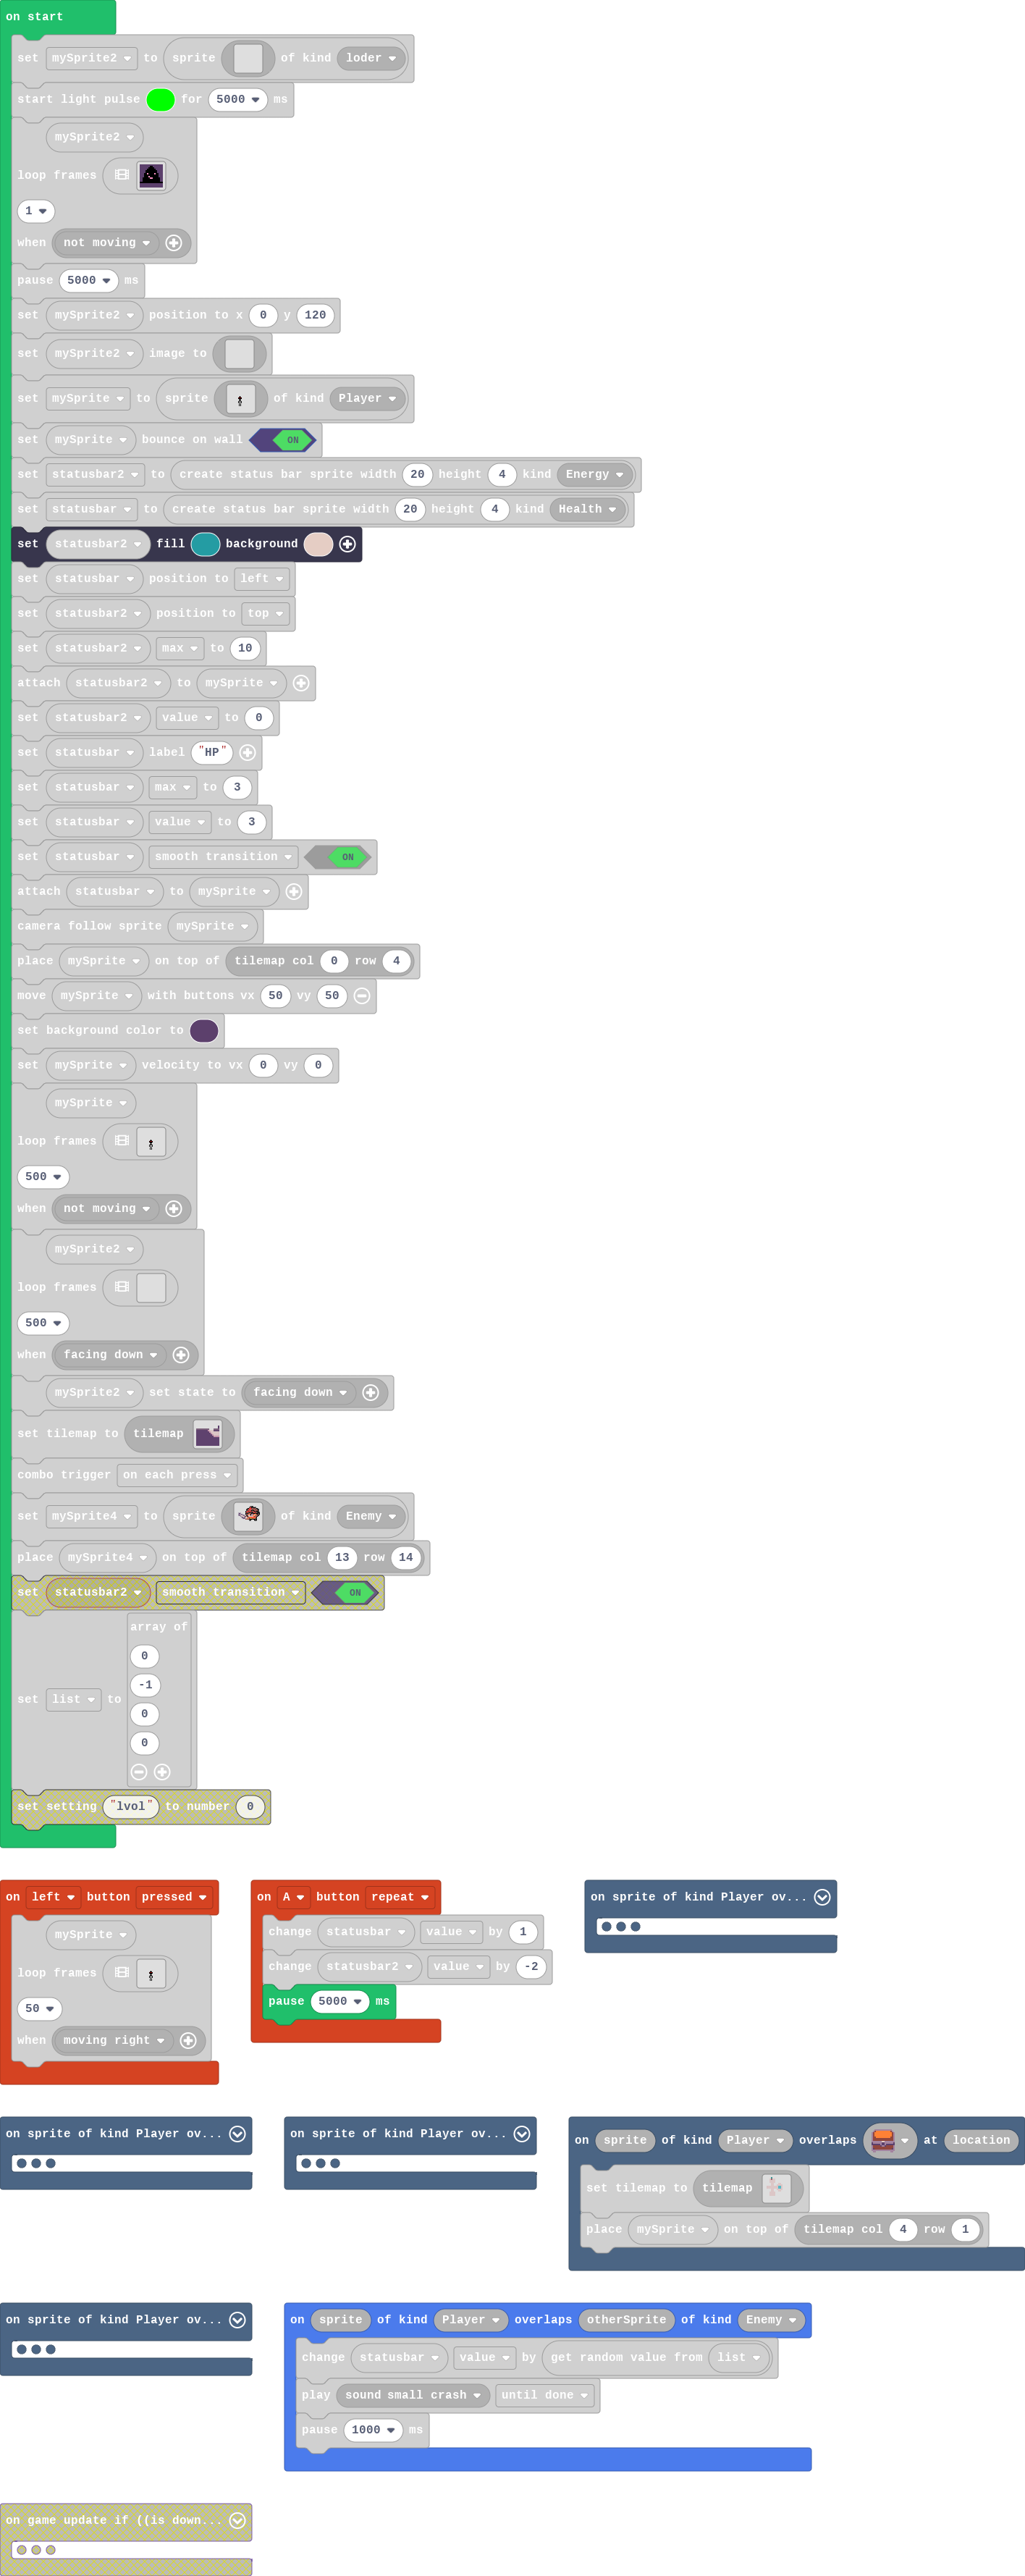 on start
set mySprite2 to sprite of kind loder
start light pulse for 5000 ms
mySprite2
loop frames
1
when not moving
pause 5000 ms
set mySprite2 position to x 0 y 120
set mySprite2 image to
set mySprite to sprite of kind Player
set mySprite bounce on wall ON
set statusbar2 to create status bar sprite width 20 height 4 kind Energy
set statusbar to create status bar sprite width 20 height 4 kind Health
set statusbar2 fill background
set statusbar position to left
set statusbar2 position to top
set statusbar2 max to 10
attach statusbar2 to mySprite
set statusbar2 value to 0
set statusbar label "HP"
set statusbar max to 3
set statusbar value to 3
set statusbar smooth transition ON
attach statusbar to mySprite
camera follow sprite mySprite
place mySprite on top of tilemap col 0 row 4
move mySprite with buttons vx 50 vy 50
set background color to
set mySprite velocity to vx 0 vy 0
mySprite
loop frames
500
when not moving
mySprite2
loop frames
500
when facing down
mySprite2 set state to facing down
set tilemap to tilemap
combo trigger on each press
set mySprite4 to sprite of kind Enemy
place mySprite4 on top of tilemap col 13 row 14
set statusbar2 smooth transition ON
array of
0
-1
set list to
0
0
set setting "lvol" to number 0
on left button pressed
mySprite
loop frames
50
when moving right
on A button repeat
change statusbar value by 1
change statusbar2 value by -2
pause 5000 ms
on sprite of kind Player ov...
on sprite of kind Player ov...
on sprite of kind Player ov...
on sprite of kind Player overlaps at location
set tilemap to tilemap
place mySprite on top of tilemap col 4 row 1
on sprite of kind Player ov...
on sprite of kind Player overlaps otherSprite of kind Enemy
change statusbar value by get random value from list
play sound small crash until done
pause 1000 ms
on game update if ((is down...